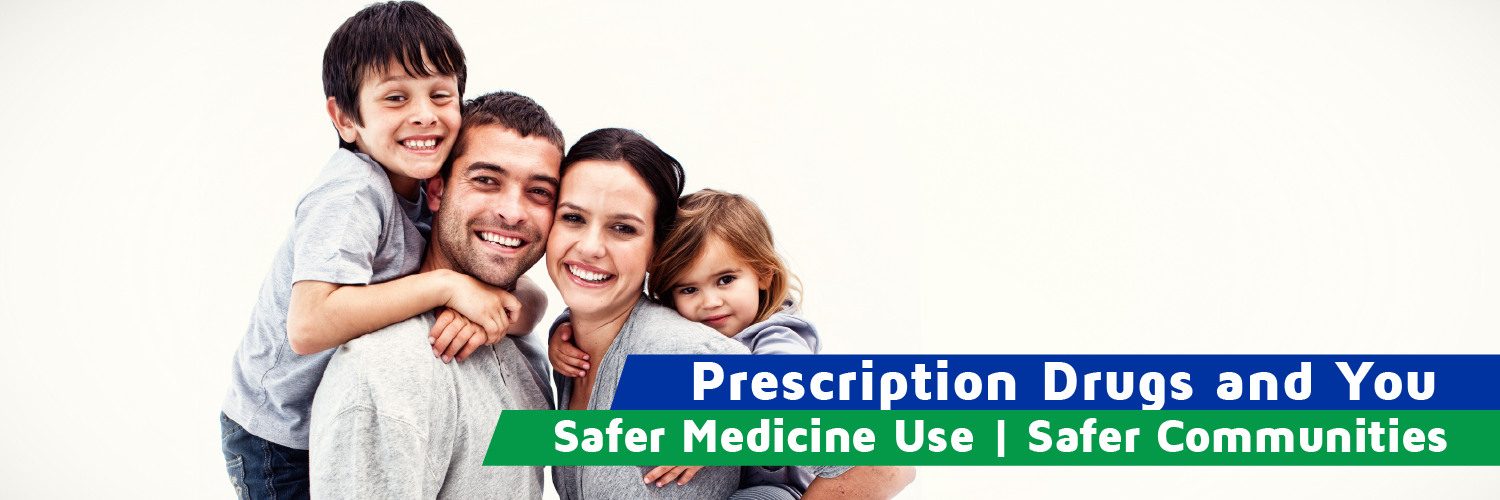 Prescription Drugs and You
Safer Medicine Use | Safer Communities